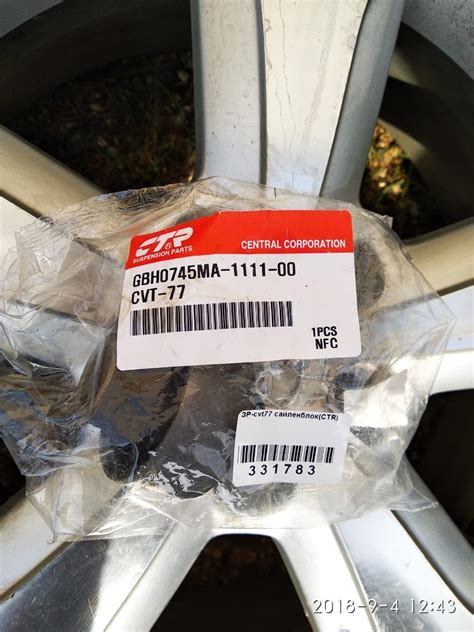 CTR®
SUSPENSION PARTS
CENTRAL CORPORATION
GBH0745MA-1111-00
CVT-77
1PCS
NFC
ЗР-cvt77 сайленблок(CTR)
331783
2018-9-4 12:43